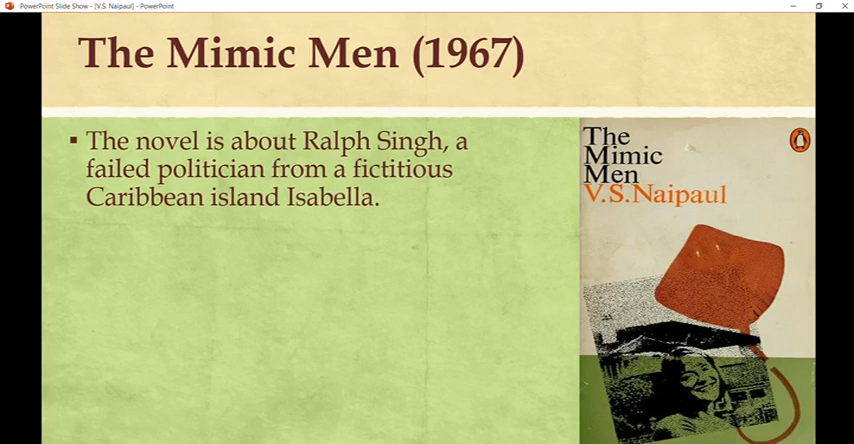 PowerPoint Slide Show - [V.S. Naipaul] - PowerPoint
The Mimic Men (1967)
▪ The novel is about Ralph Singh, a
failed politician from a fictitious
Caribbean island Isabella.
The
Mimic
Men
V.S.Naipaul